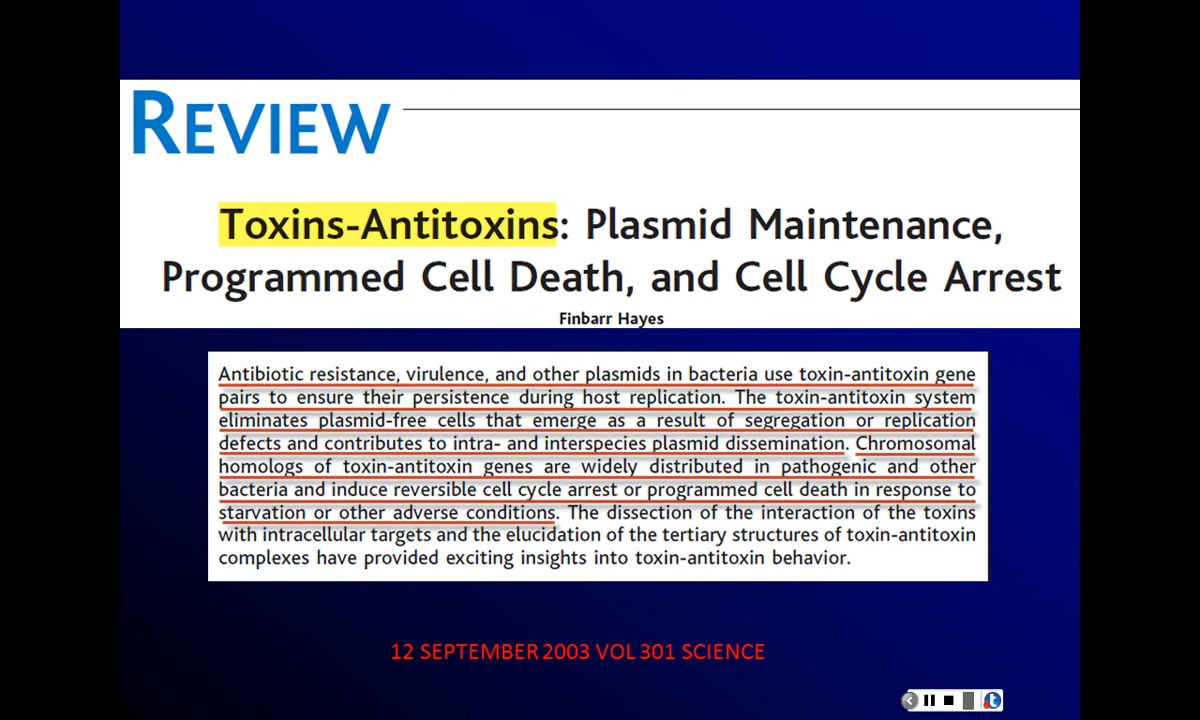 REVIEW
Toxins-Antitoxins: Plasmid Maintenance,
Programmed Cell Death, and Cell Cycle Arrest
Finbarr Hayes
Antibiotic resistance, virulence, and other plasmids in bacteria use toxin-antitoxin gene
pairs to ensure their persistence during host replication. The toxin-antitoxin system
eliminates plasmid-free cells that emerge as a result of segregation or replication
defects and contributes to intra- and interspecies plasmid dissemination. Chromosomal
homologs of toxin-antitoxin genes are widely distributed in pathogenic and other
bacteria and induce reversible cell cycle arrest or programmed cell death in response to
starvation or other adverse conditions. The dissection of the interaction of the toxins
with intracellular targets and the elucidation of the tertiary structures of toxin-antitoxin
complexes have provided exciting insights into toxin-antitoxin behavior.
12 SEPTEMBER 2003 VOL 301 SCIENCE